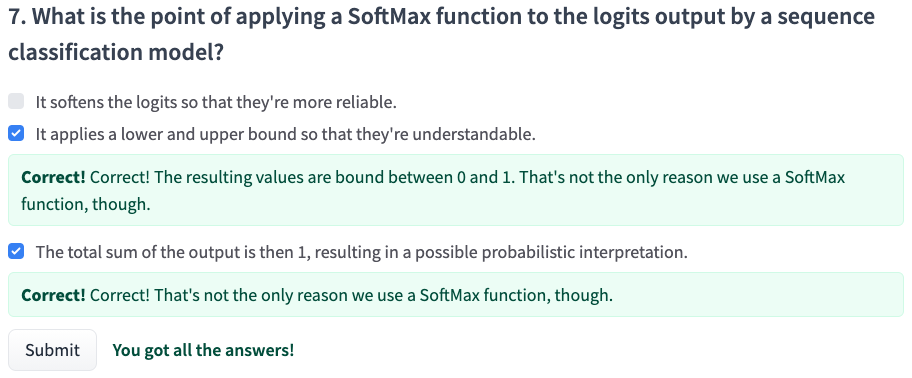 7. What is the point of applying a SoftMax function to the logits output by a sequence
classification model?
It softens the logits so that they're more reliable.
It applies a lower and upper bound so that they're understandable.
Correct! Correct! The resulting values are bound between 0 and 1. That's not the only reason we use a SoftMax
function, though.
The total sum of the output is then 1, resulting in a possible probabilistic interpretation.
Correct! Correct! That's not the only reason we use a SoftMax function, though.
Submit You got all the answers!